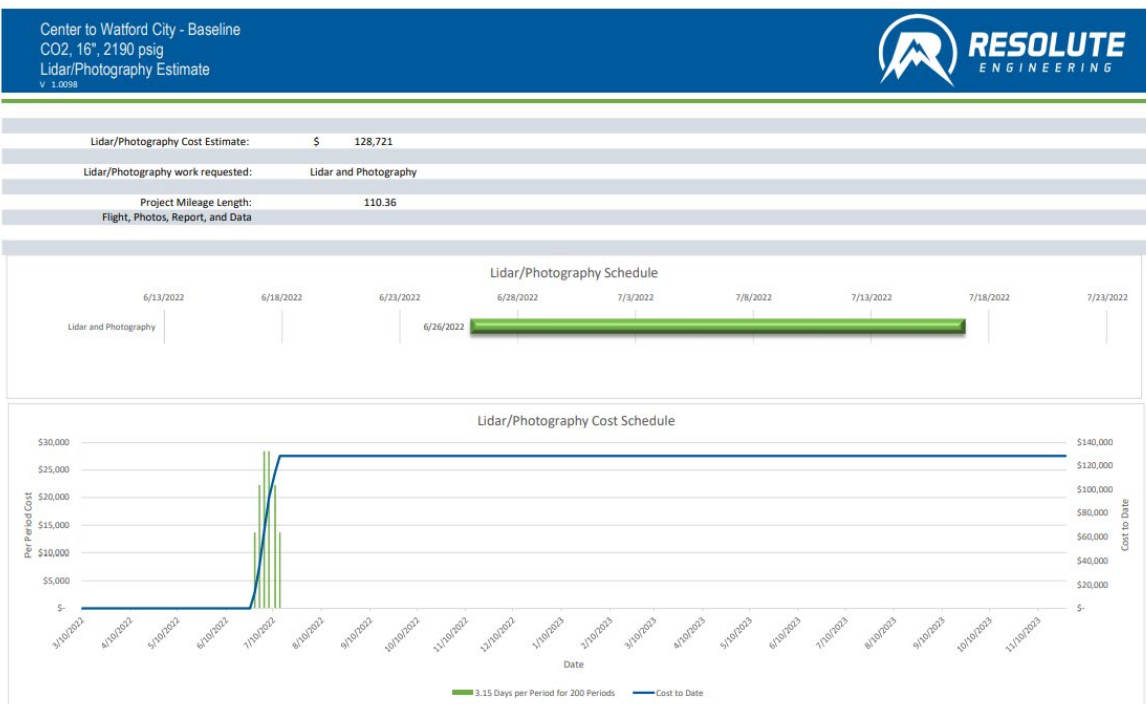 Center to Watford City - Baseline
CO2, 16", 2190 psig
Lidar/Photography Estimate
V 1.0098
RESOLUTE
ENGINEERING
Lidar/Photography Cost Estimate: $ 128,721
Lidar/Photography work requested: Lidar and Photography
Project Mileage Length: 110.36
Flight, Photos, Report, and Data
Lidar/Photography Schedule
6/13/2022 6/18/2022 6/23/2022 6/28/2022 7/3/2022 7/8/2022 7/13/2022 7/18/2022 7/23/2022
Lidar and Photography 6/26/2022
Lidar/Photography Cost Schedule
$30,000 $140,000
$25,000 $120,000
$20,000 $100,000
$15,000 $80,000
$10,000 $60,000
$5,000 $40,000
$- $20,000
$-
Per Period Cost
Cost to Date
3/10/2022 4/10/2022 5/10/2022 6/10/2022 7/10/2022 8/10/2022 9/10/2022 10/10/2022 11/10/2022 12/10/2022 1/10/2023 2/10/2023 3/10/2023 4/10/2023 5/10/2023 6/10/2023 7/10/2023 8/10/2023 9/10/2023 10/10/2023 11/10/2023
Date
3.15 Days per Period for 200 Periods Cost to Date